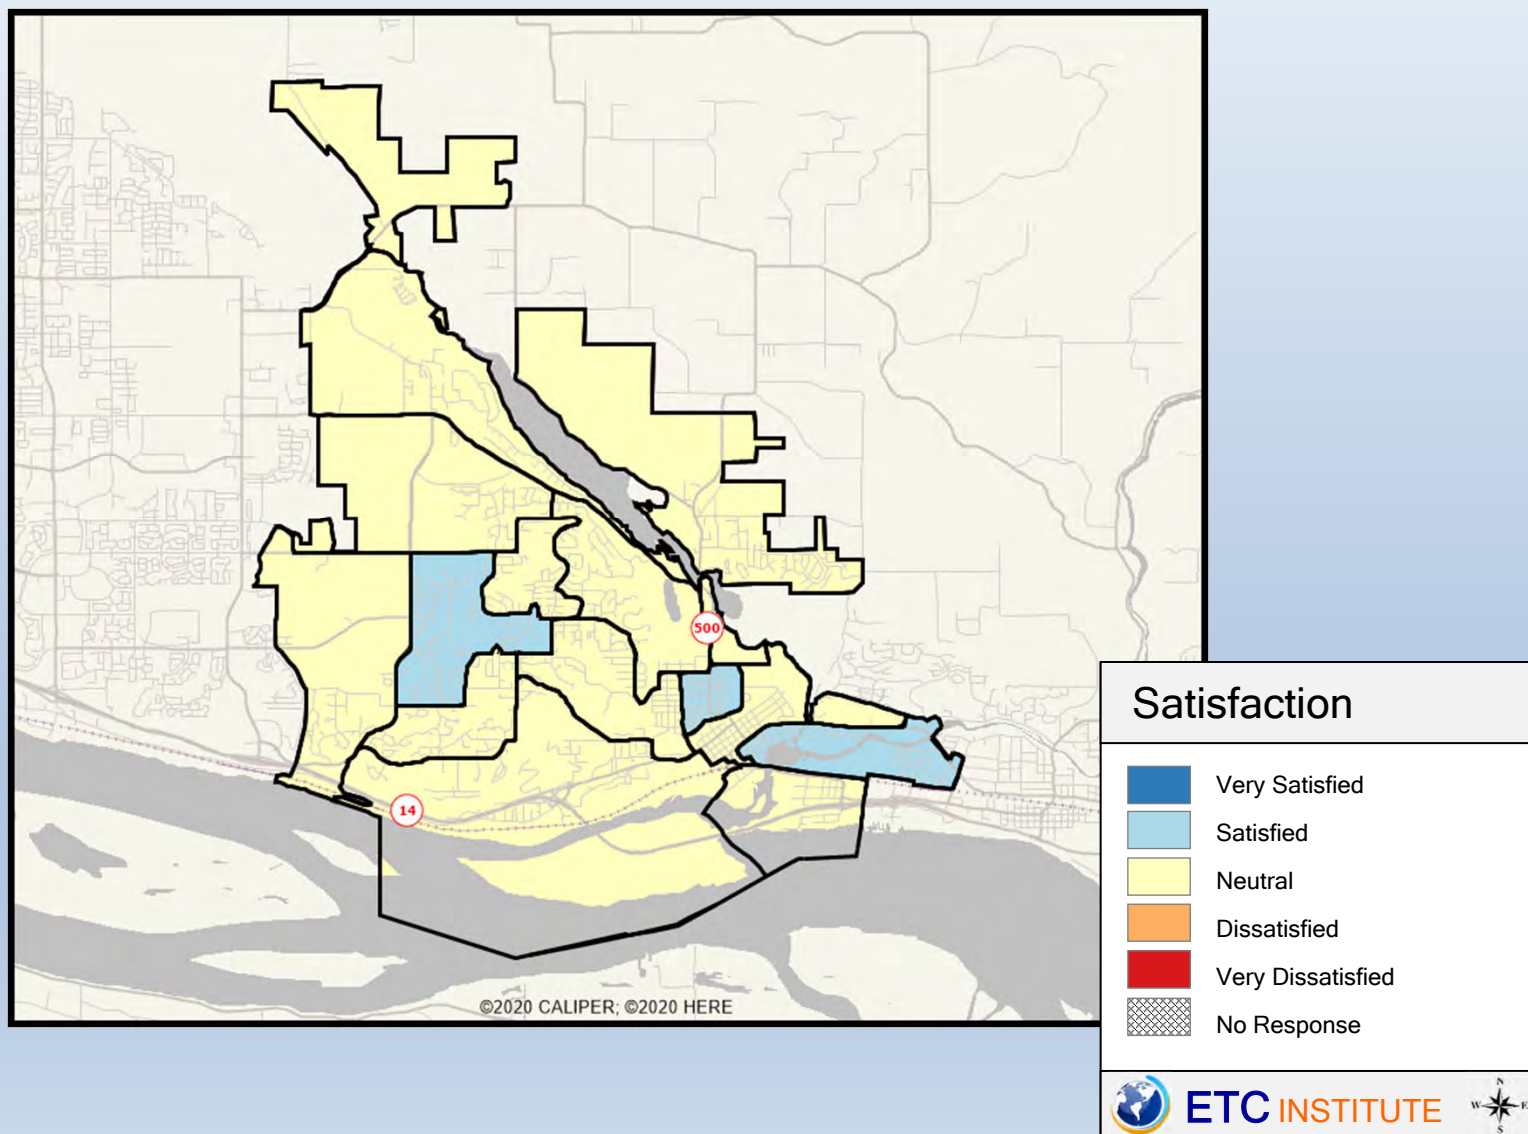 500
14
©2020 CALIPER; ©2020 HERE
Satisfaction
Very Satisfied
Satisfied
Neutral
Dissatisfied
Very Dissatisfied
No Response
ETC INSTITUTE
N
W E
S